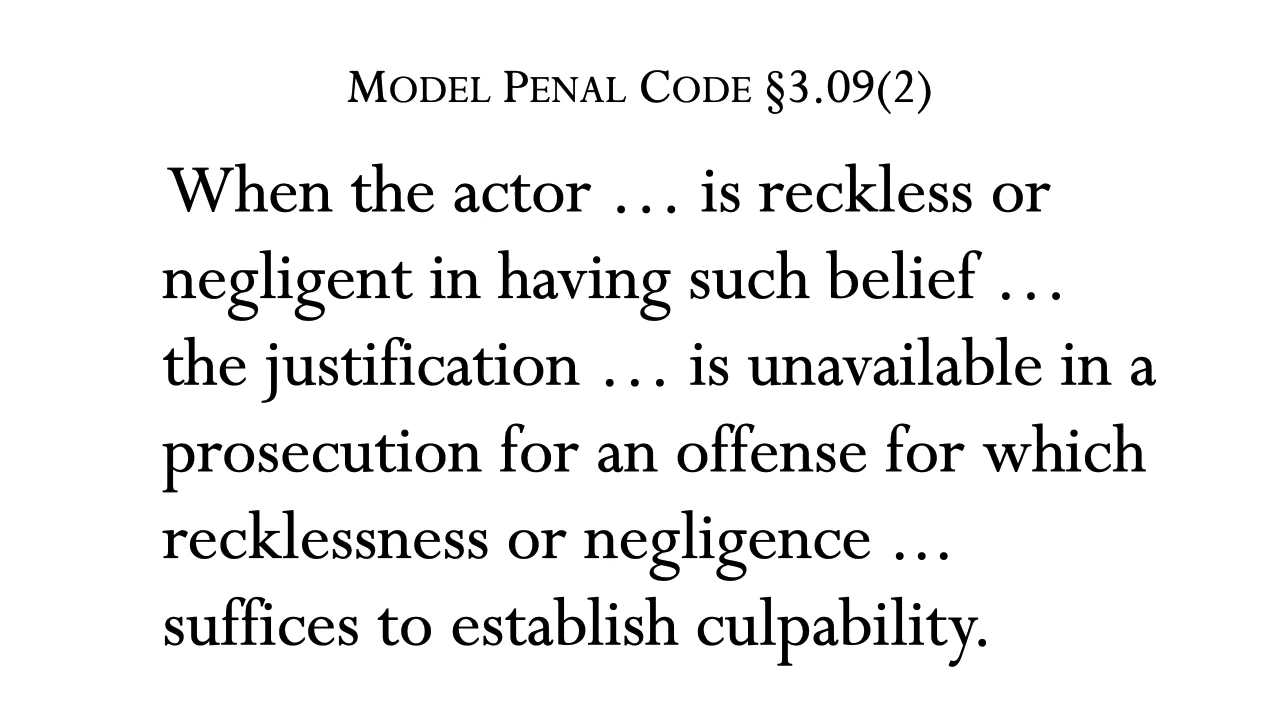 MODEL PENAL CODE §3.09(2)
When the actor … is reckless or
negligent in having such belief …
the justification … is unavailable in a
prosecution for an offense for which
recklessness or negligence …
suffices to establish culpability.